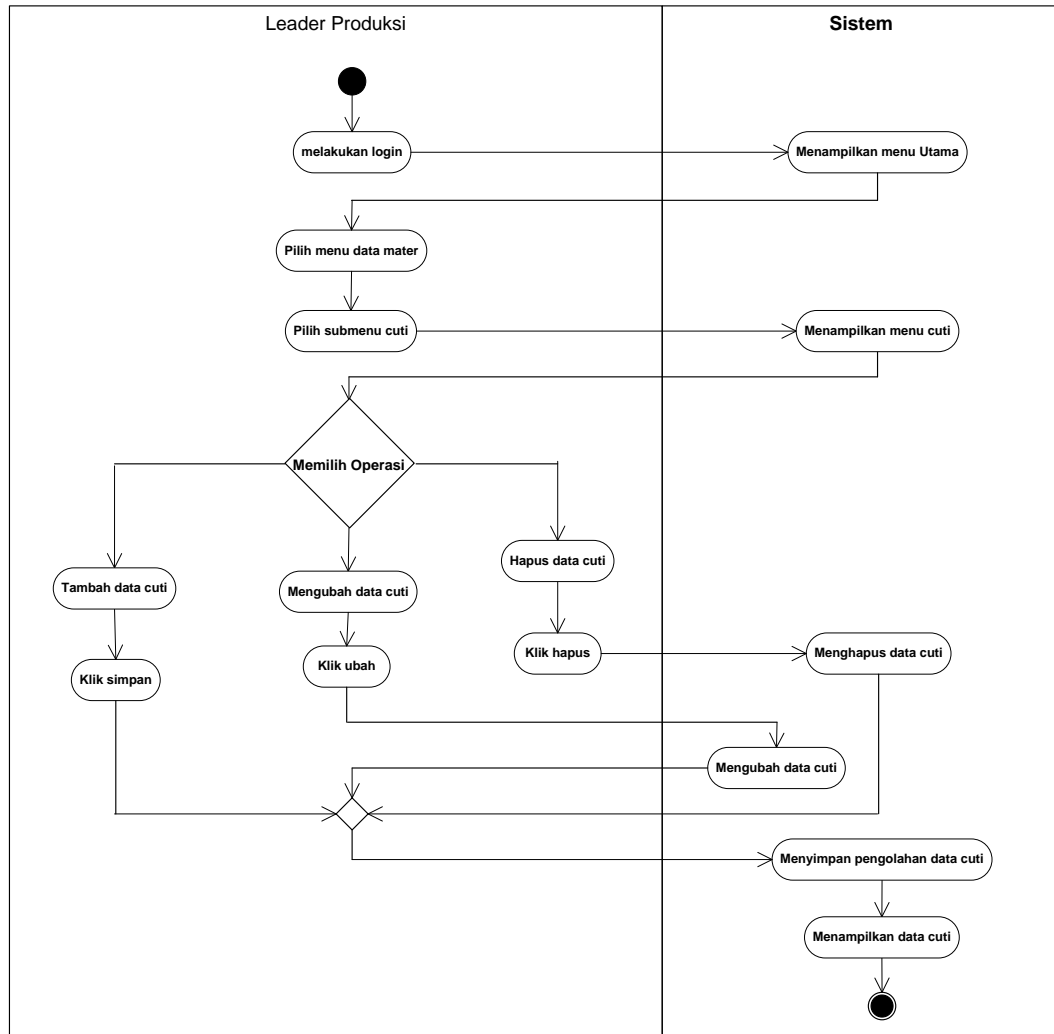 Leader Produksi
Sistem
melakukan login
Menampilkan menu Utama
Pilih menu data mater
Pilih submenu cuti
Menampilkan menu cuti
Memilih Operasi
Hapus data cuti
Tambah data cuti
Mengubah data cuti
Klik hapus
Menghapus data cuti
Klik ubah
Klik simpan
Mengubah data cuti
Menyimpan pengolahan data cuti
Menampilkan data cuti